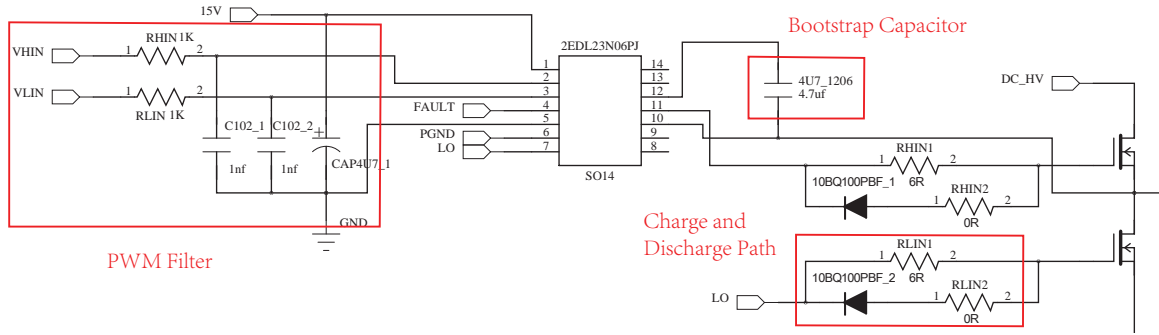 15V
2EDL23N06PJ
Bootstrap Capacitor
VHIN
1
RHIN 1K
2
1
14
2
13
4U7_1206
4.7uf
DC_HV
VLIN
1
2
3
12
RLIN 1K
FAULT
4
11
5
10
C102_1
C102_2
+
PGND
6
9
LO
7
8
1nf
1nf
CAP4U7_1
SO14
RHIN1
1
2
6R
10BQ100PBF_1
RHIN2
1
2
0R
GND
Charge and
Discharge Path
PWM Filter
RLIN1
1
2
6R
10BQ100PBF_2
RLIN2
LO
1
2
0R